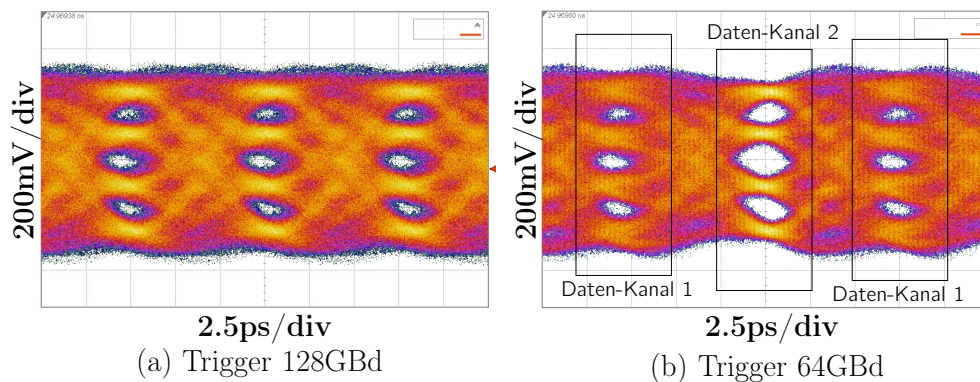 24.96938 ns
200mV/div
2.5ps/div
(a) Trigger 128GBd
24.96960 ns
Daten-Kanal 2
200mV/div
Daten-Kanal 1
Daten-Kanal 1
2.5ps/div
(b) Trigger 64GBd